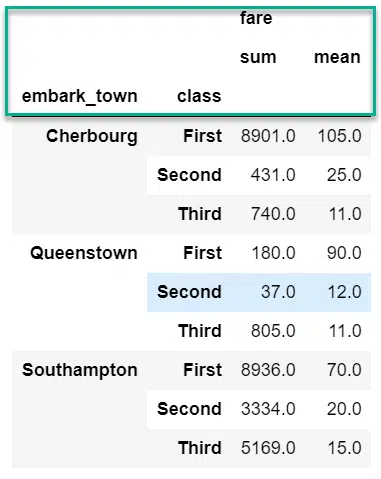 fare
sum mean
embark_town class
Cherbourg First 8901.0 105.0
Second 431.0 25.0
Third 740.0 11.0
Queenstown First 180.0 90.0
Second 37.0 12.0
Third 805.0 11.0
Southampton First 8936.0 70.0
Second 3334.0 20.0
Third 5169.0 15.0